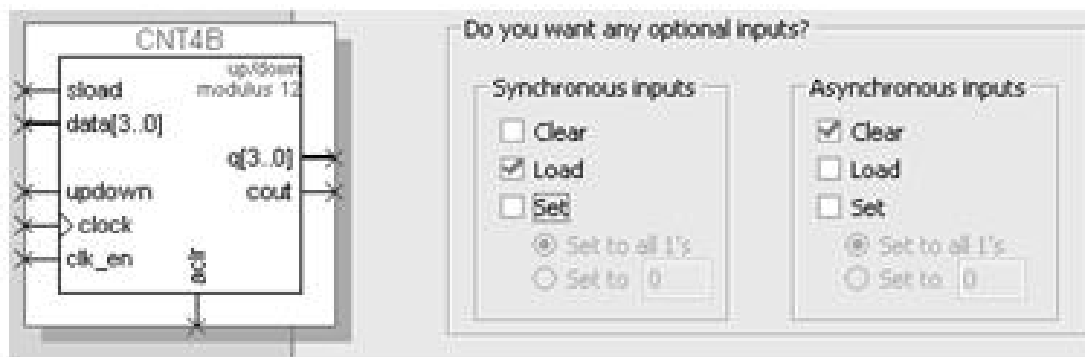 CNT4B
up/down
modulus 12
sload
data[3..0]
q[3..0]
updown
cout
clock
clk_en
aclr
Do you want any optional inputs?
Synchronous inputs
Clear
Load
Set
Set to all 1's
Set to 0
Asynchronous inputs
Clear
Load
Set
Set to all 1's
Set to 0